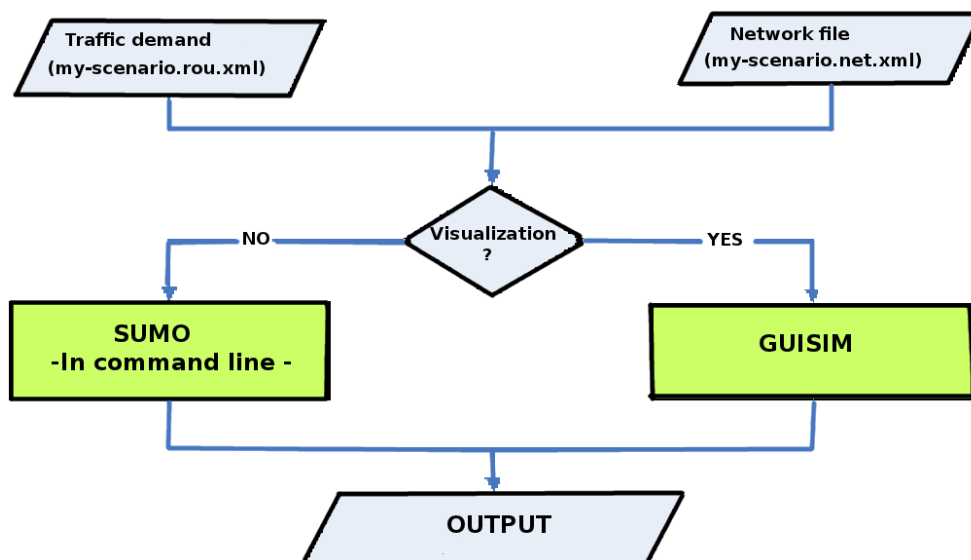 Traffic demand
(my-scenario.rou.xml)
Network file
(my-scenario.net.xml)
Visualization
?
NO
YES
SUMO
-In command line -
GUISIM
OUTPUT